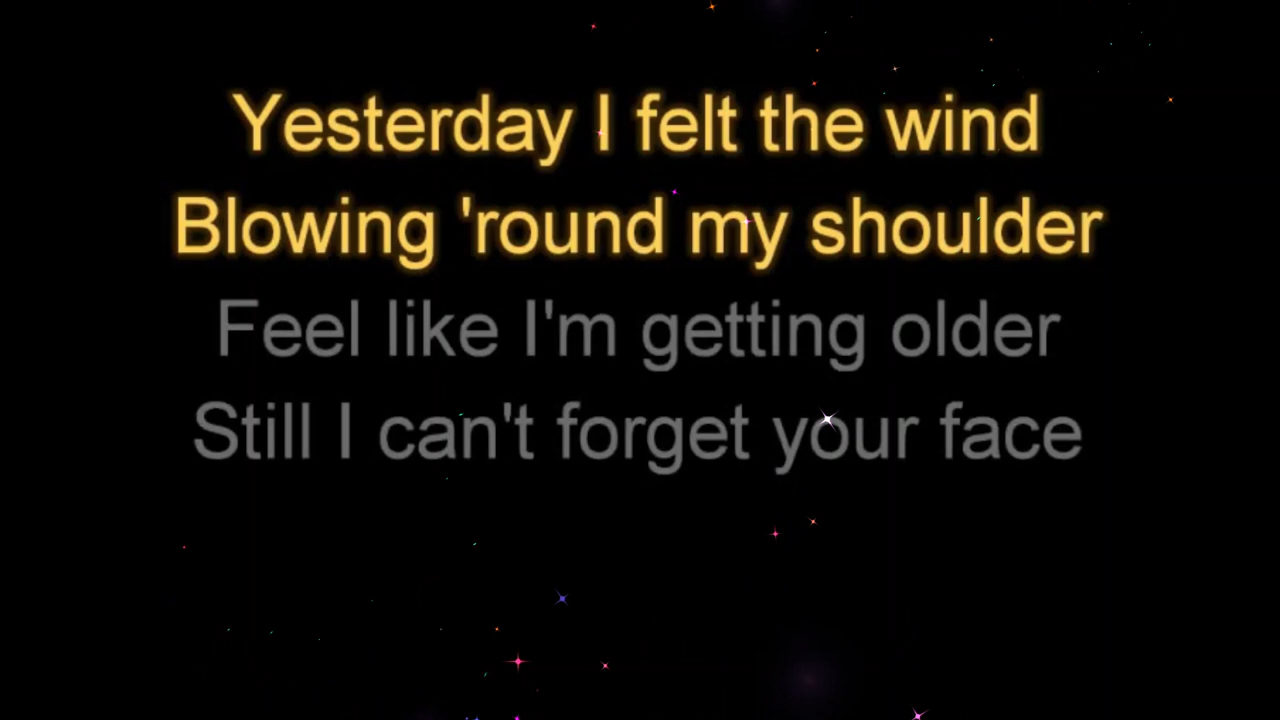 Yesterday I felt the wind
Blowing 'round my shoulder
Feel like I'm getting older
Still I can't forget your face